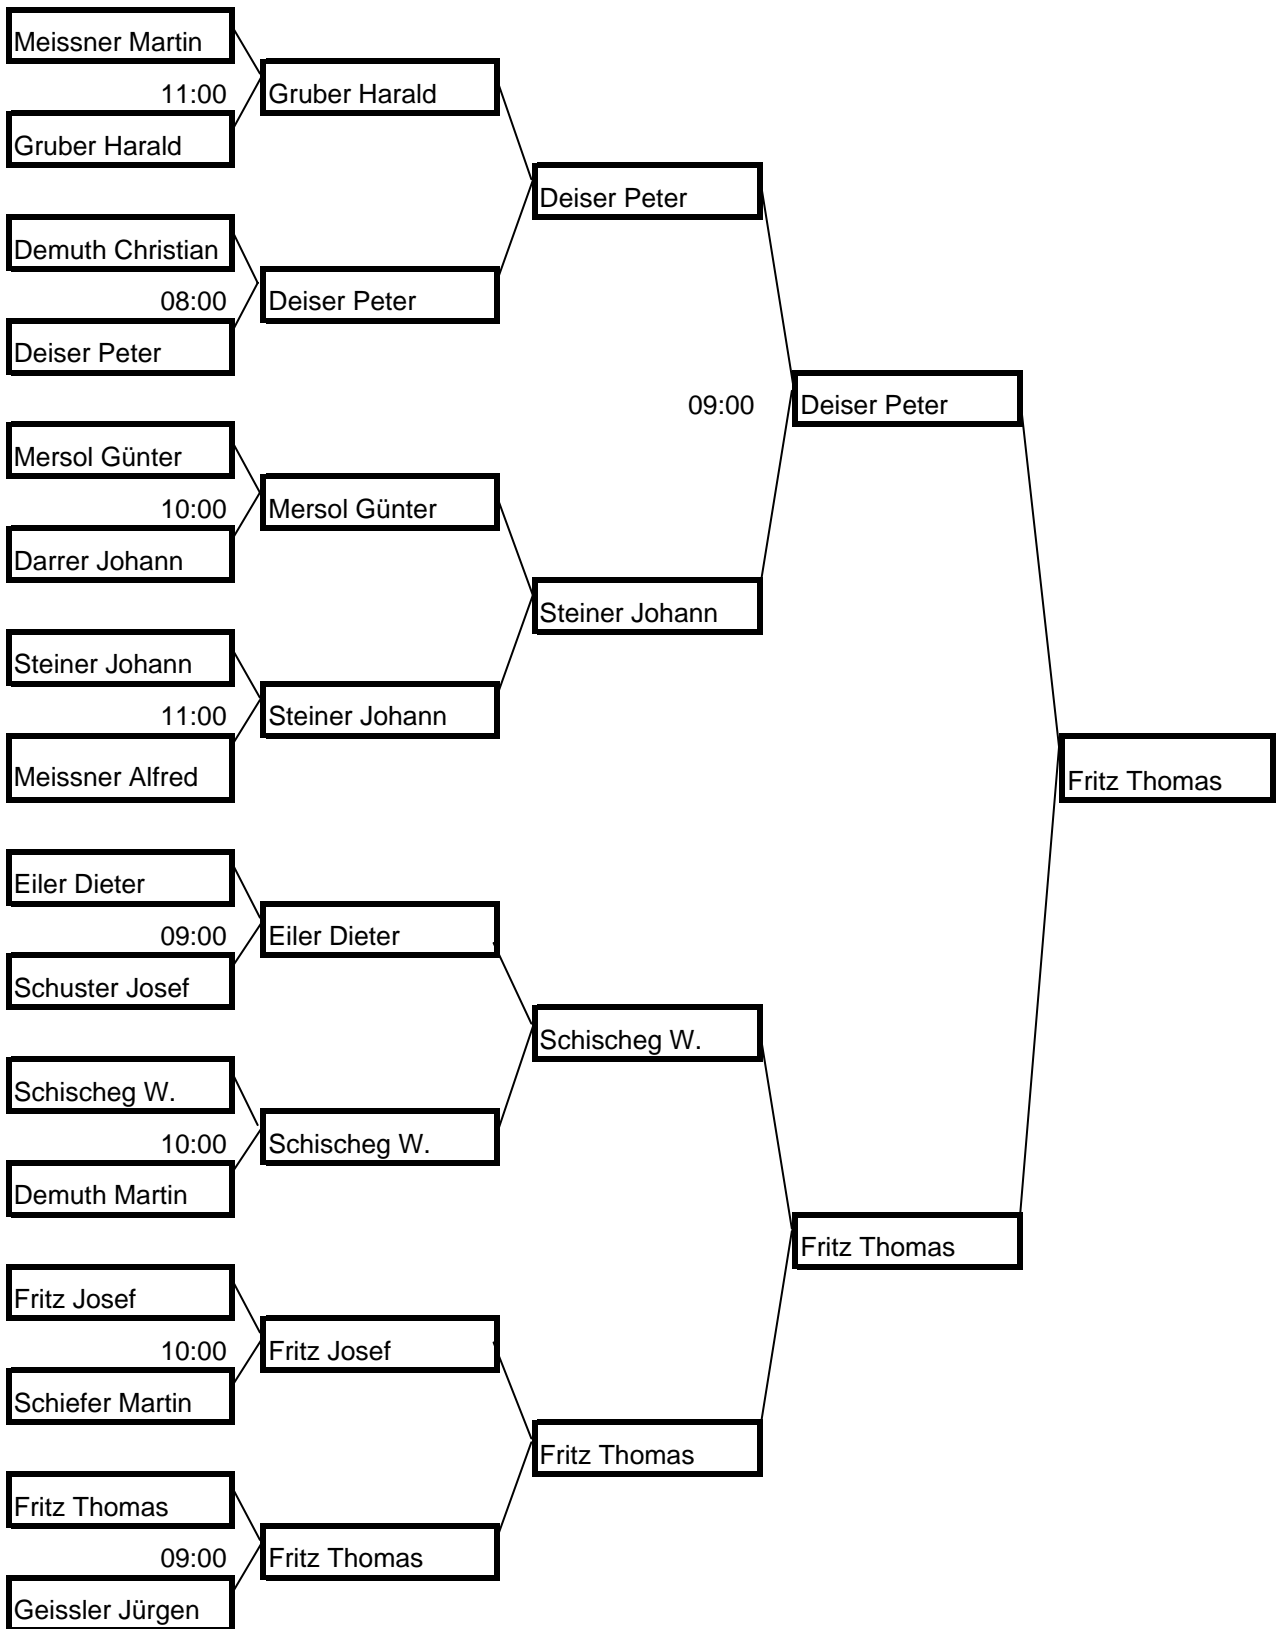 Meissner Martin
11:00
Gruber Harald
Gruber Harald
Deiser Peter
Demuth Christian
08:00
Deiser Peter
Deiser Peter
09:00
Deiser Peter
Mersol Günter
10:00
Mersol Günter
Darrer Johann
Steiner Johann
Steiner Johann
11:00
Steiner Johann
Meissner Alfred
Fritz Thomas
Eiler Dieter
09:00
Eiler Dieter
Schuster Josef
Schischeg W.
Schischeg W.
10:00
Schischeg W.
Demuth Martin
Fritz Thomas
Fritz Josef
10:00
Fritz Josef
Schiefer Martin
Fritz Thomas
Fritz Thomas
09:00
Fritz Thomas
Geissler Jürgen